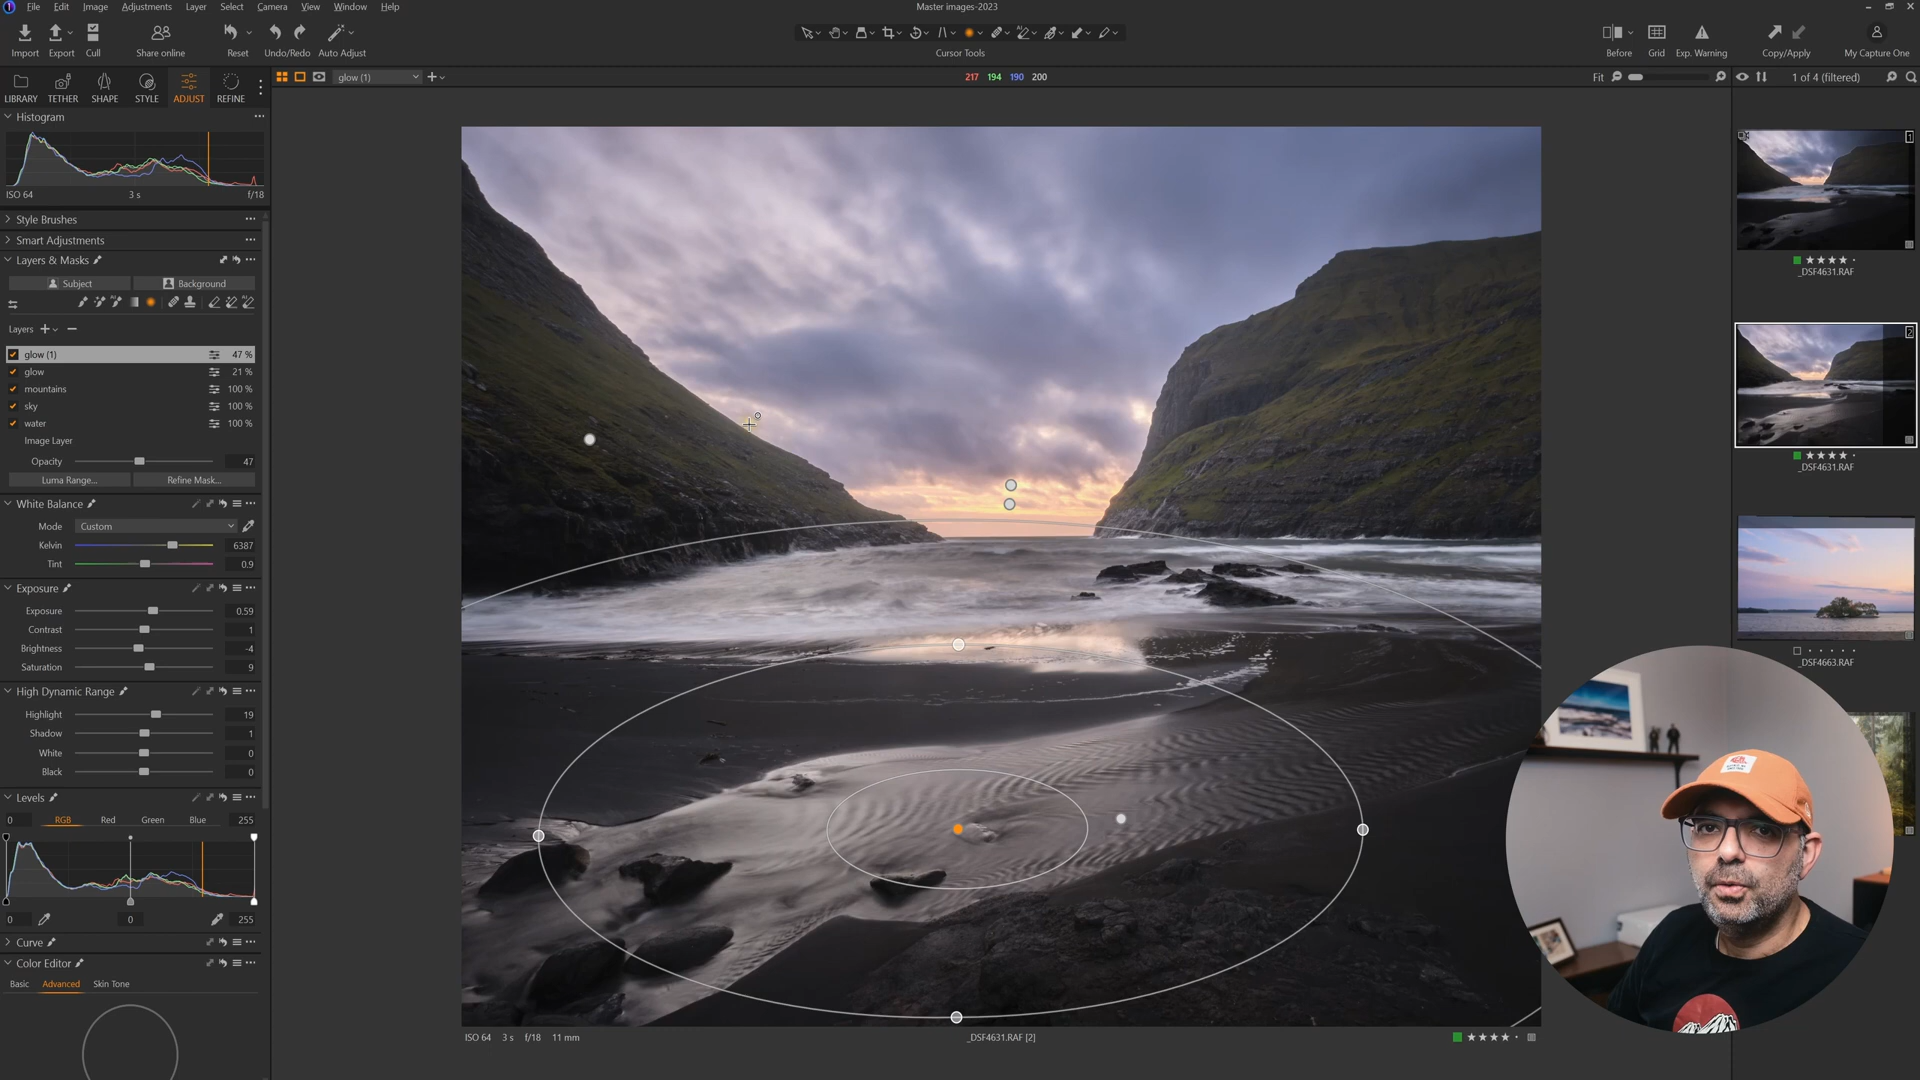 File Edit Image Adjustments Layer Select Camera View Window Help
Master images-2023
Import Export Cull Share online Reset Undo/Redo Auto Adjust
Cursor Tools
Before Grid Exp. Warning Copy/Apply My Capture One
LIBRARY TETHER SHAPE STYLE ADJUST REFINE
glow (1)
217 194 190 200
Fit
1 of 4 (filtered)
Histogram
ISO 64 3 s f/18
Style Brushes
Smart Adjustments
Layers & Masks
Subject Background
Layers
glow (1) 47 %
glow 21 %
mountains 100 %
sky 100 %
water 100 %
Image Layer
Opacity 47
Luma Range... Refine Mask...
White Balance
Mode Custom
Kelvin 6387
Tint 0.9
Exposure
Exposure 0.59
Contrast 1
Brightness -4
Saturation 9
High Dynamic Range
Highlight 19
Shadow 1
White 0
Black 0
Levels
0 RGB Red Green Blue 255
0 0 255
Curve
Color Editor
Basic Advanced Skin Tone
ISO 64 3 s f/18 11 mm
_DSF4631.RAF [2]
1
_DSF4631.RAF
2
_DSF4631.RAF
_DSF4663.RAF